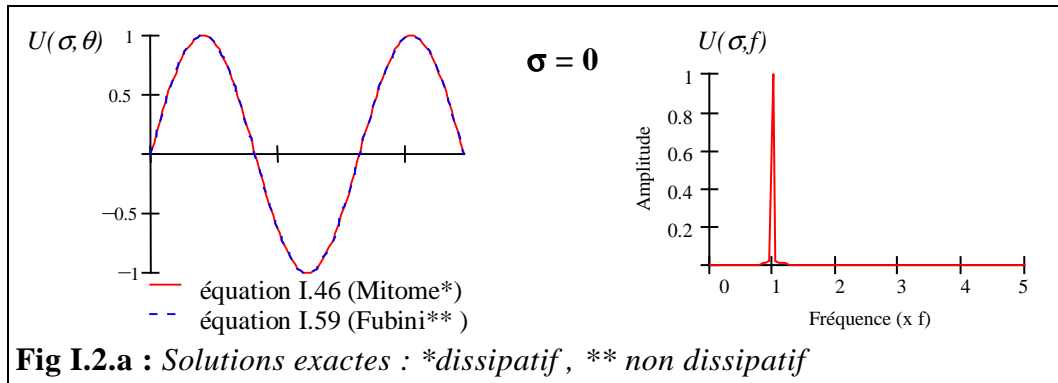 U(σ,θ)
1
0.5
−0.5
−1
σ = 0
U(σ,f)
Amplitude
1
0.8
0.6
0.4
0.2
0 1 2 3 4 5
Fréquence (x f)
équation I.46 (Mitome*)
équation I.59 (Fubini** )
Fig I.2.a : Solutions exactes : *dissipatif , ** non dissipatif